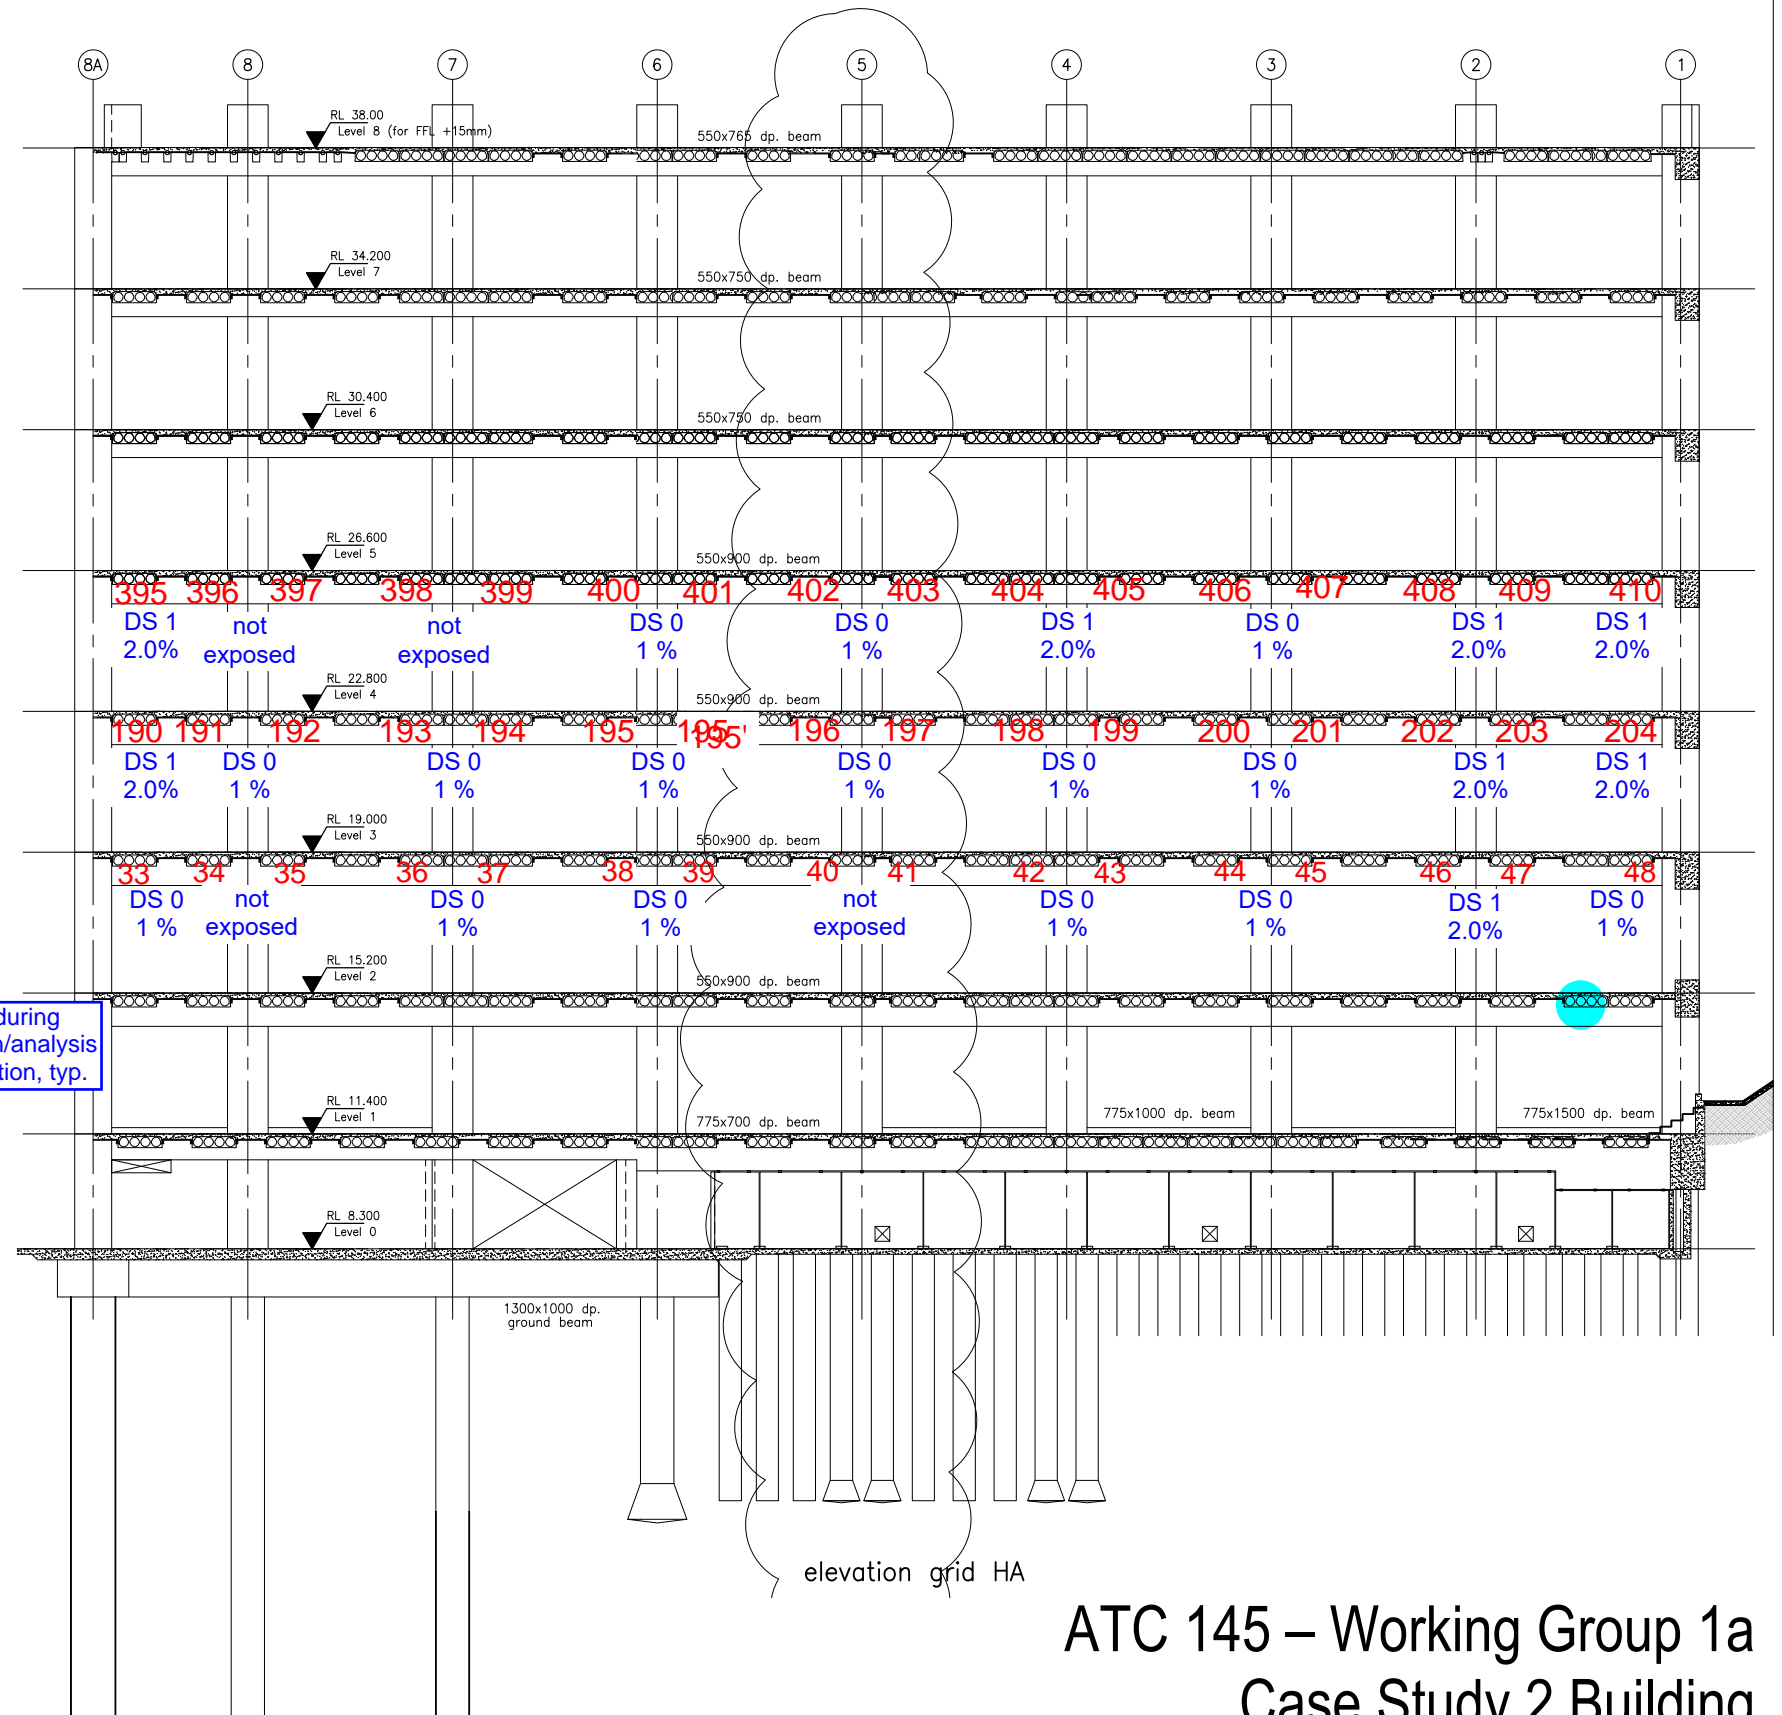 8A 8 7 6 5 4 3 2 1
RL 38.00
Level 8 (for FFL +15mm)
550x765 dp. beam
RL 34.200
Level 7
550x750 dp. beam
RL 30.400
Level 6
550x750 dp. beam
RL 26.600
Level 5
550x900 dp. beam
395 396 397 398 399 400 401 402 403 404 405 406 407 408 409 410
DS 1 not not DS 0 DS 0 DS 1 DS 0 DS 1 DS 1
2.0% exposed exposed 1 % 1 % 2.0% 1 % 2.0% 2.0%
RL 22.800
Level 4
550x900 dp. beam
190 191 192 193 194 195 195' 196 197 198 199 200 201 202 203 204
DS 1 DS 0 DS 0 DS 0 DS 0 DS 0 DS 0 DS 1 DS 1
2.0% 1 % 1 % 1 % 1 % 1 % 1 % 2.0% 2.0%
RL 19.000
Level 3
550x900 dp. beam
33 34 35 36 37 38 39 40 41 42 43 44 45 46 47 48
DS 0 not DS 0 DS 0 not DS 0 DS 0 DS 1 DS 0
1 % exposed 1 % 1 % exposed 1 % 1 % 2.0% 1 %
RL 15.200
Level 2
550x900 dp. beam
during
n/analysis
tion, typ.
RL 11.400
Level 1
775x700 dp. beam
775x1000 dp. beam
775x1500 dp. beam
RL 8.300
Level 0
1300x1000 dp.
ground beam
elevation grid HA
ATC 145 – Working Group 1a
Case Study 2 Building